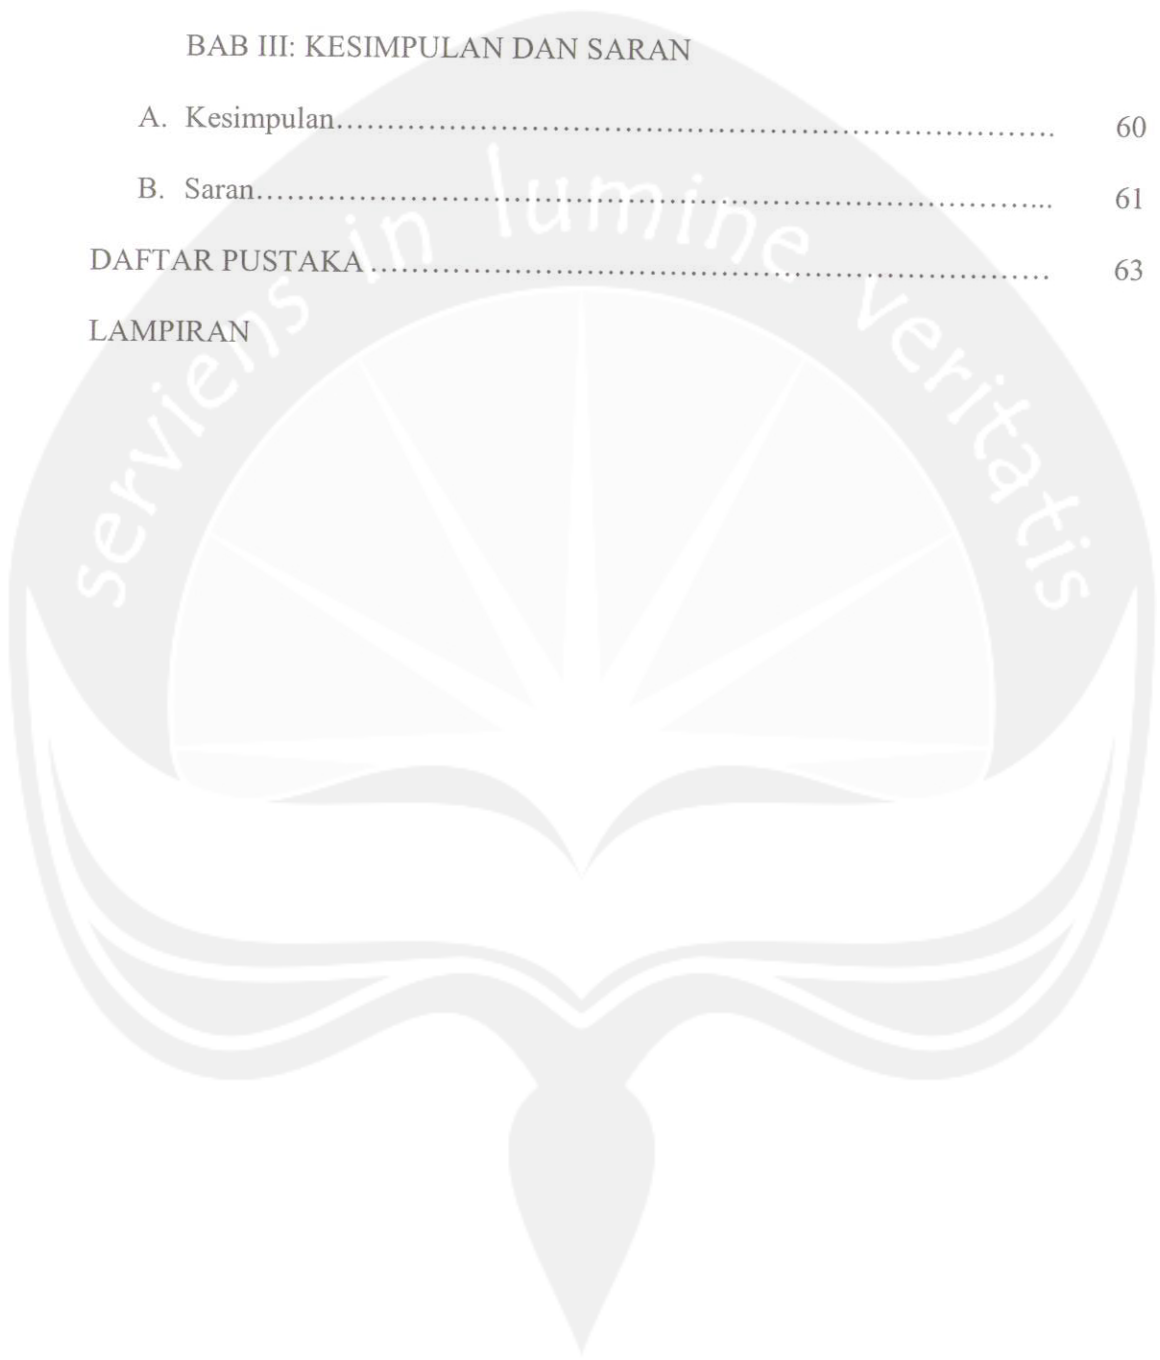 BAB III: KESIMPULAN DAN SARAN
A. Kesimpulan........................................................................ 60
B. Saran................................................................................ 61
DAFTAR PUSTAKA .................................................................... 63
LAMPIRAN
serviens in lumine veritatis